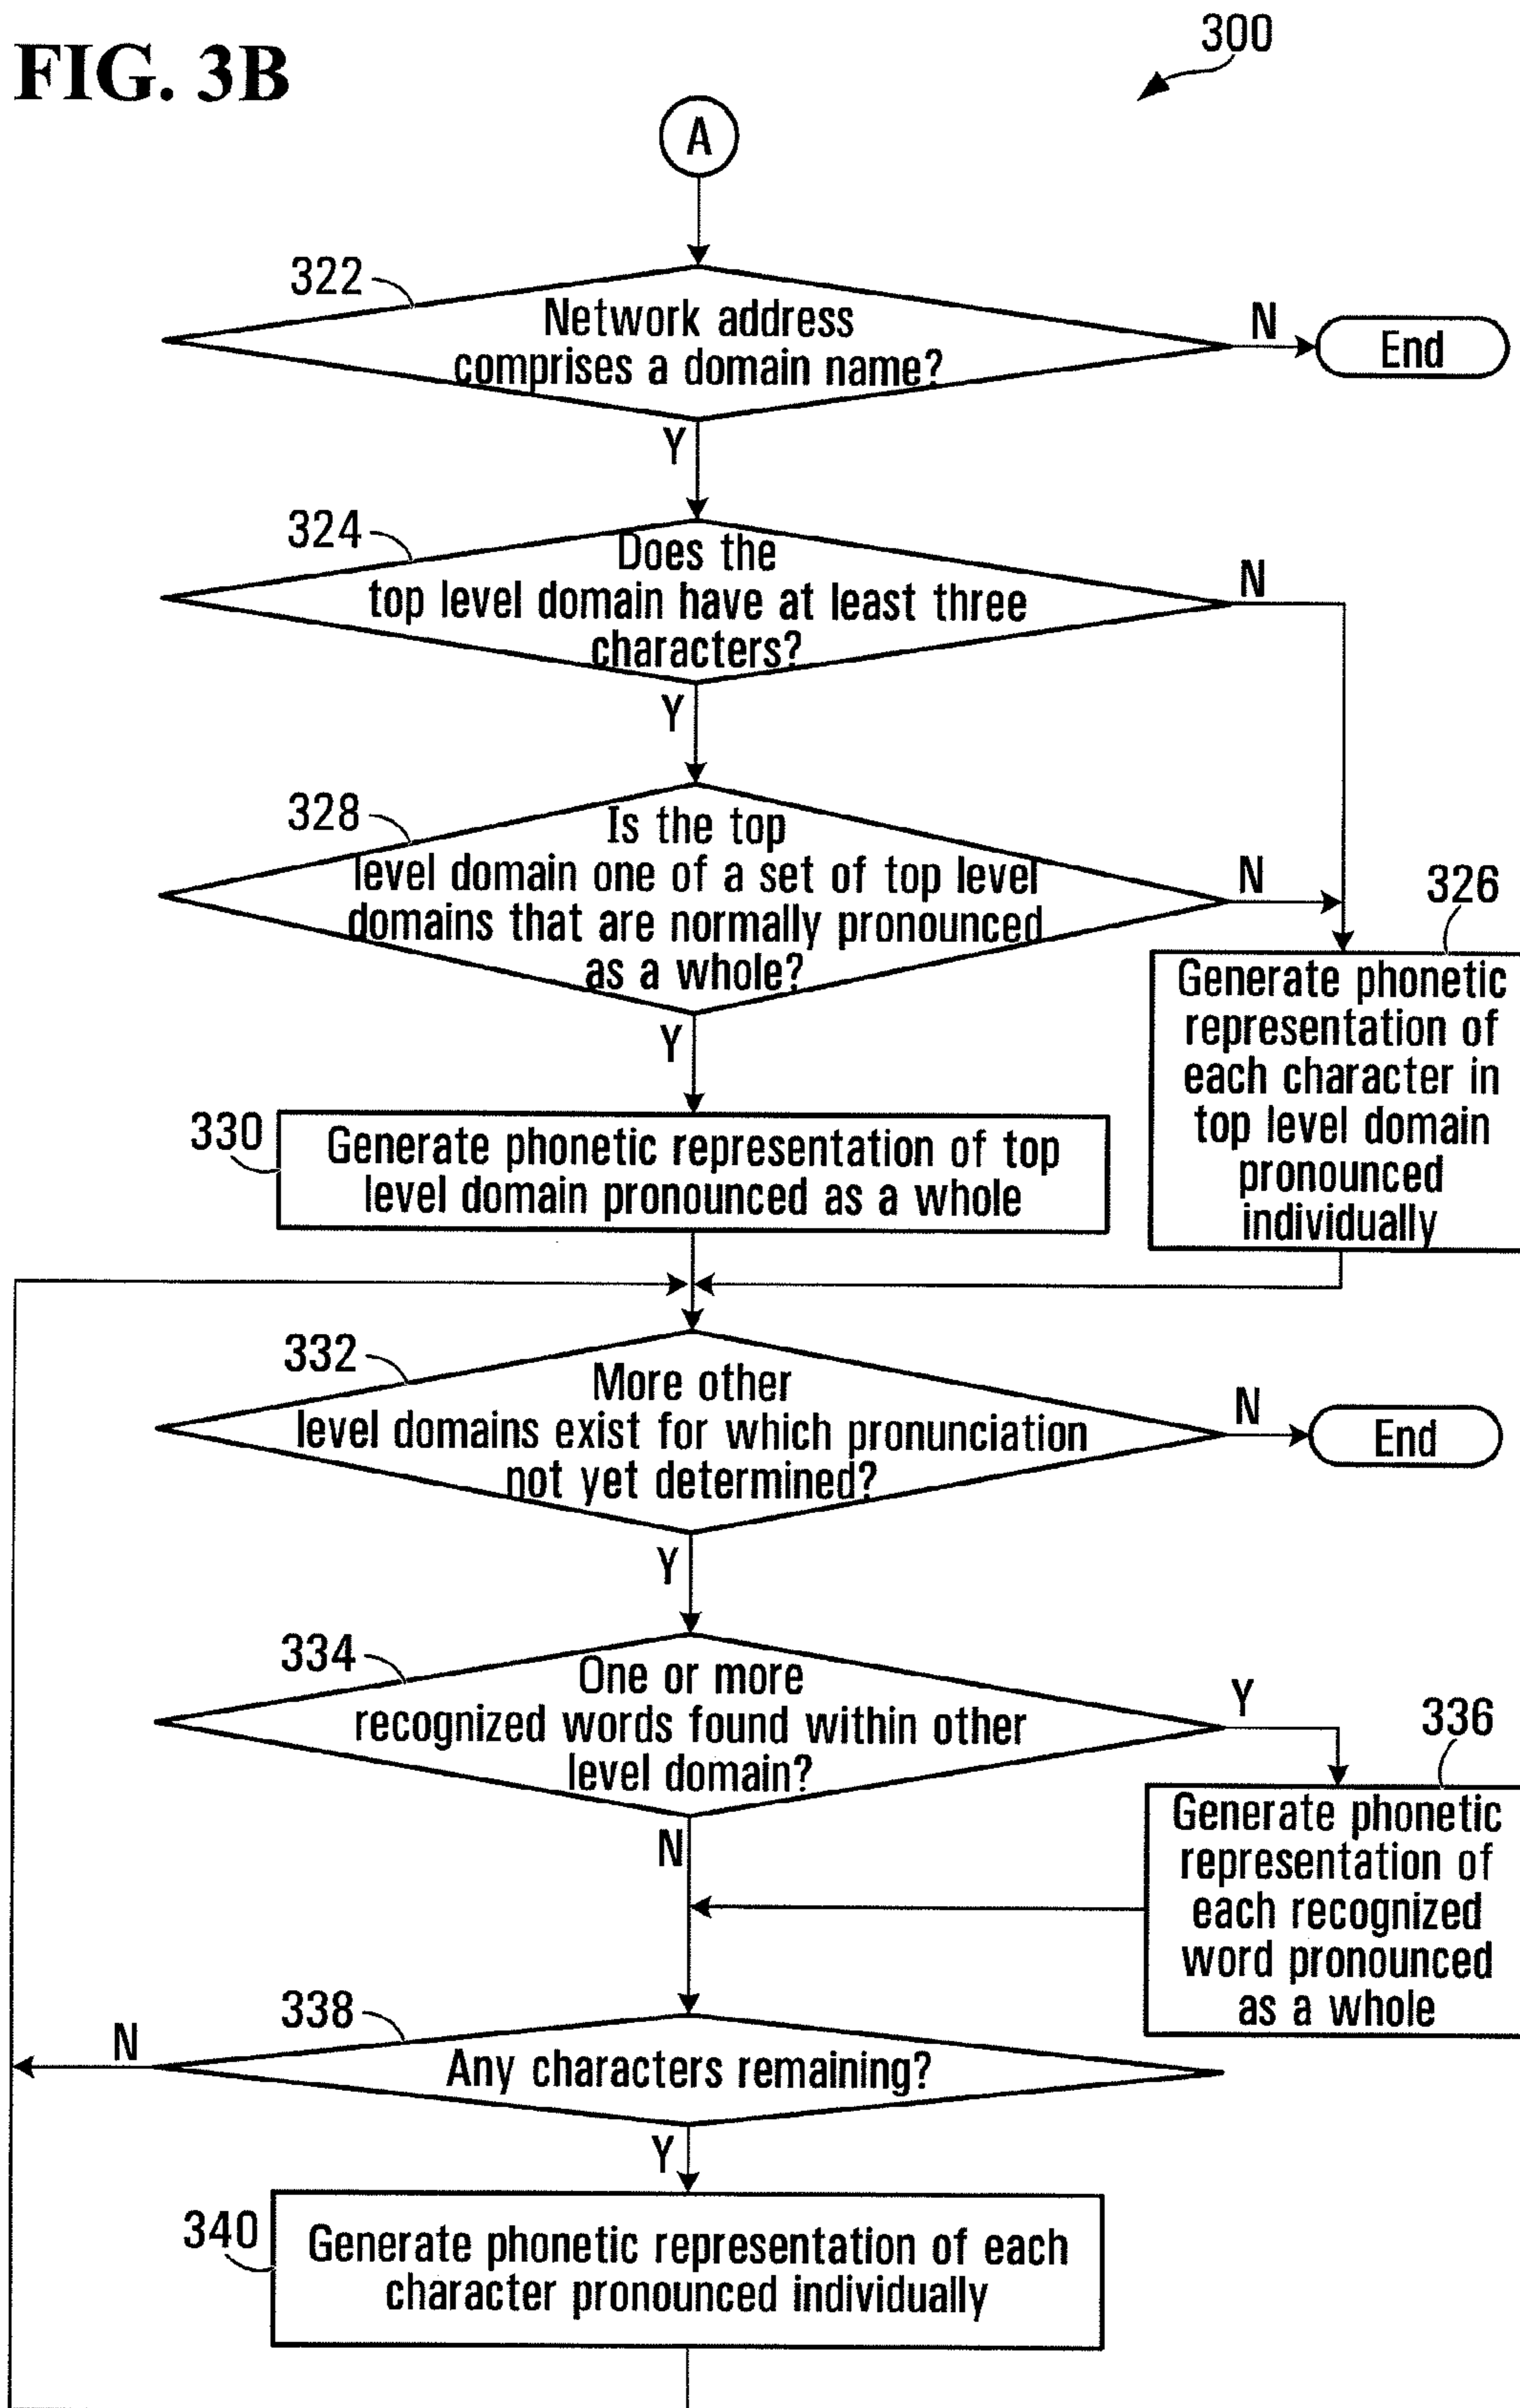 FIG. 3B
300
A
322
Network address
comprises a domain name?
N
End
Y
324
Does the
top level domain have at least three
characters?
N
Y
328
Is the top
level domain one of a set of top level
domains that are normally pronounced
as a whole?
N
326
Generate phonetic
representation of
each character in
top level domain
pronounced
individually
Y
330
Generate phonetic representation of top
level domain pronounced as a whole
332
More other
level domains exist for which pronunciation
not yet determined?
N
End
Y
334
One or more
recognized words found within other
level domain?
Y
336
Generate phonetic
representation of
each recognized
word pronounced
as a whole
N
338
Any characters remaining?
N
Y
340
Generate phonetic representation of each
character pronounced individually